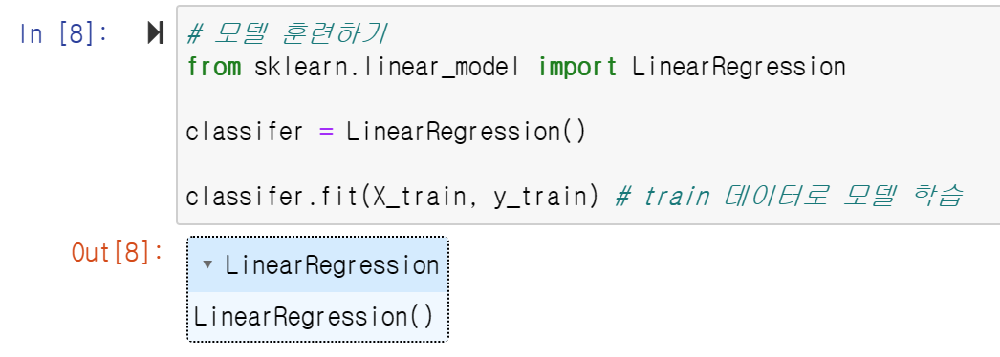 In [8]: # 모델 훈련하기
from sklearn.linear_model import LinearRegression
classifer = LinearRegression()
classifer.fit(X_train, y_train) # train 데이터로 모델 학습
Out[8]: ▾ LinearRegression
LinearRegression()